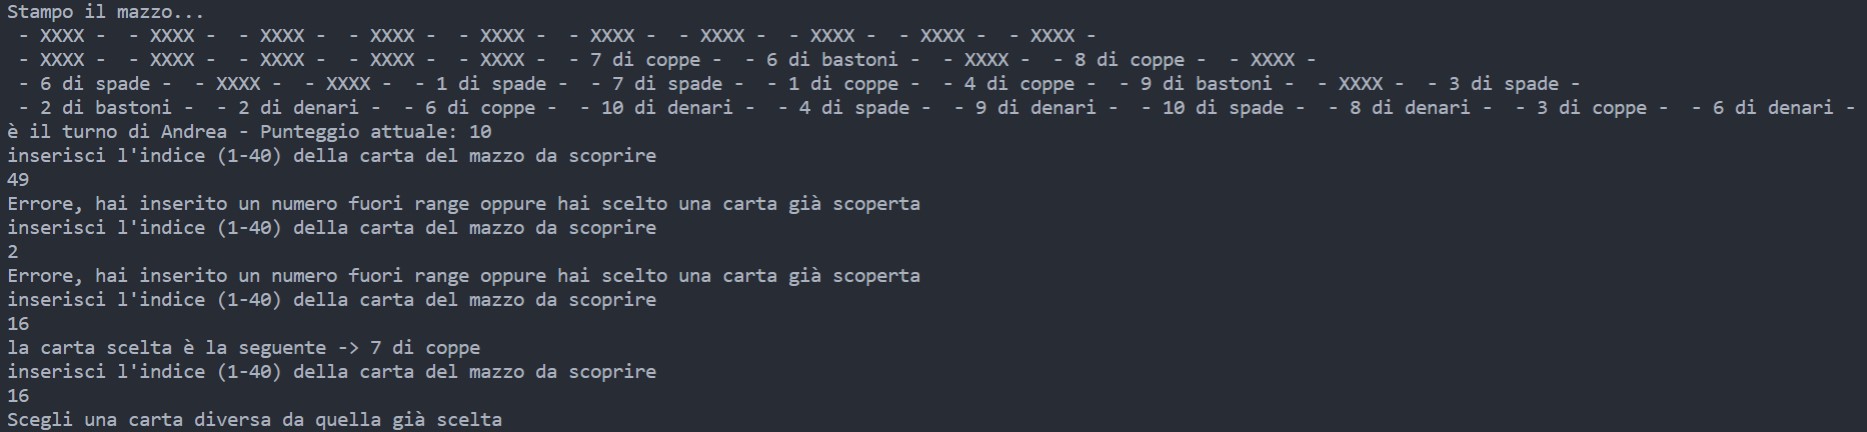 Stampo il mazzo...
- XXXX -  - XXXX -  - XXXX -  - XXXX -  - XXXX -  - XXXX -  - XXXX -  - XXXX -  - XXXX -  - XXXX -
- XXXX -  - XXXX -  - XXXX -  - XXXX -  - XXXX -  - 7 di coppe -  - 6 di bastoni -  - XXXX -  - 8 di coppe -  - XXXX -
- 6 di spade -  - XXXX -  - XXXX -  - 1 di spade -  - 7 di spade -  - 1 di coppe -  - 4 di coppe -  - 9 di bastoni -  - XXXX -  - 3 di spade -
- 2 di bastoni -  - 2 di denari -  - 6 di coppe -  - 10 di denari -  - 4 di spade -  - 9 di denari -  - 10 di spade -  - 8 di denari -  - 3 di coppe -  - 6 di denari -
è il turno di Andrea - Punteggio attuale: 10
inserisci l'indice (1-40) della carta del mazzo da scoprire
49
Errore, hai inserito un numero fuori range oppure hai scelto una carta già scoperta
inserisci l'indice (1-40) della carta del mazzo da scoprire
2
Errore, hai inserito un numero fuori range oppure hai scelto una carta già scoperta
inserisci l'indice (1-40) della carta del mazzo da scoprire
16
la carta scelta è la seguente -> 7 di coppe
inserisci l'indice (1-40) della carta del mazzo da scoprire
16
Scegli una carta diversa da quella già scelta